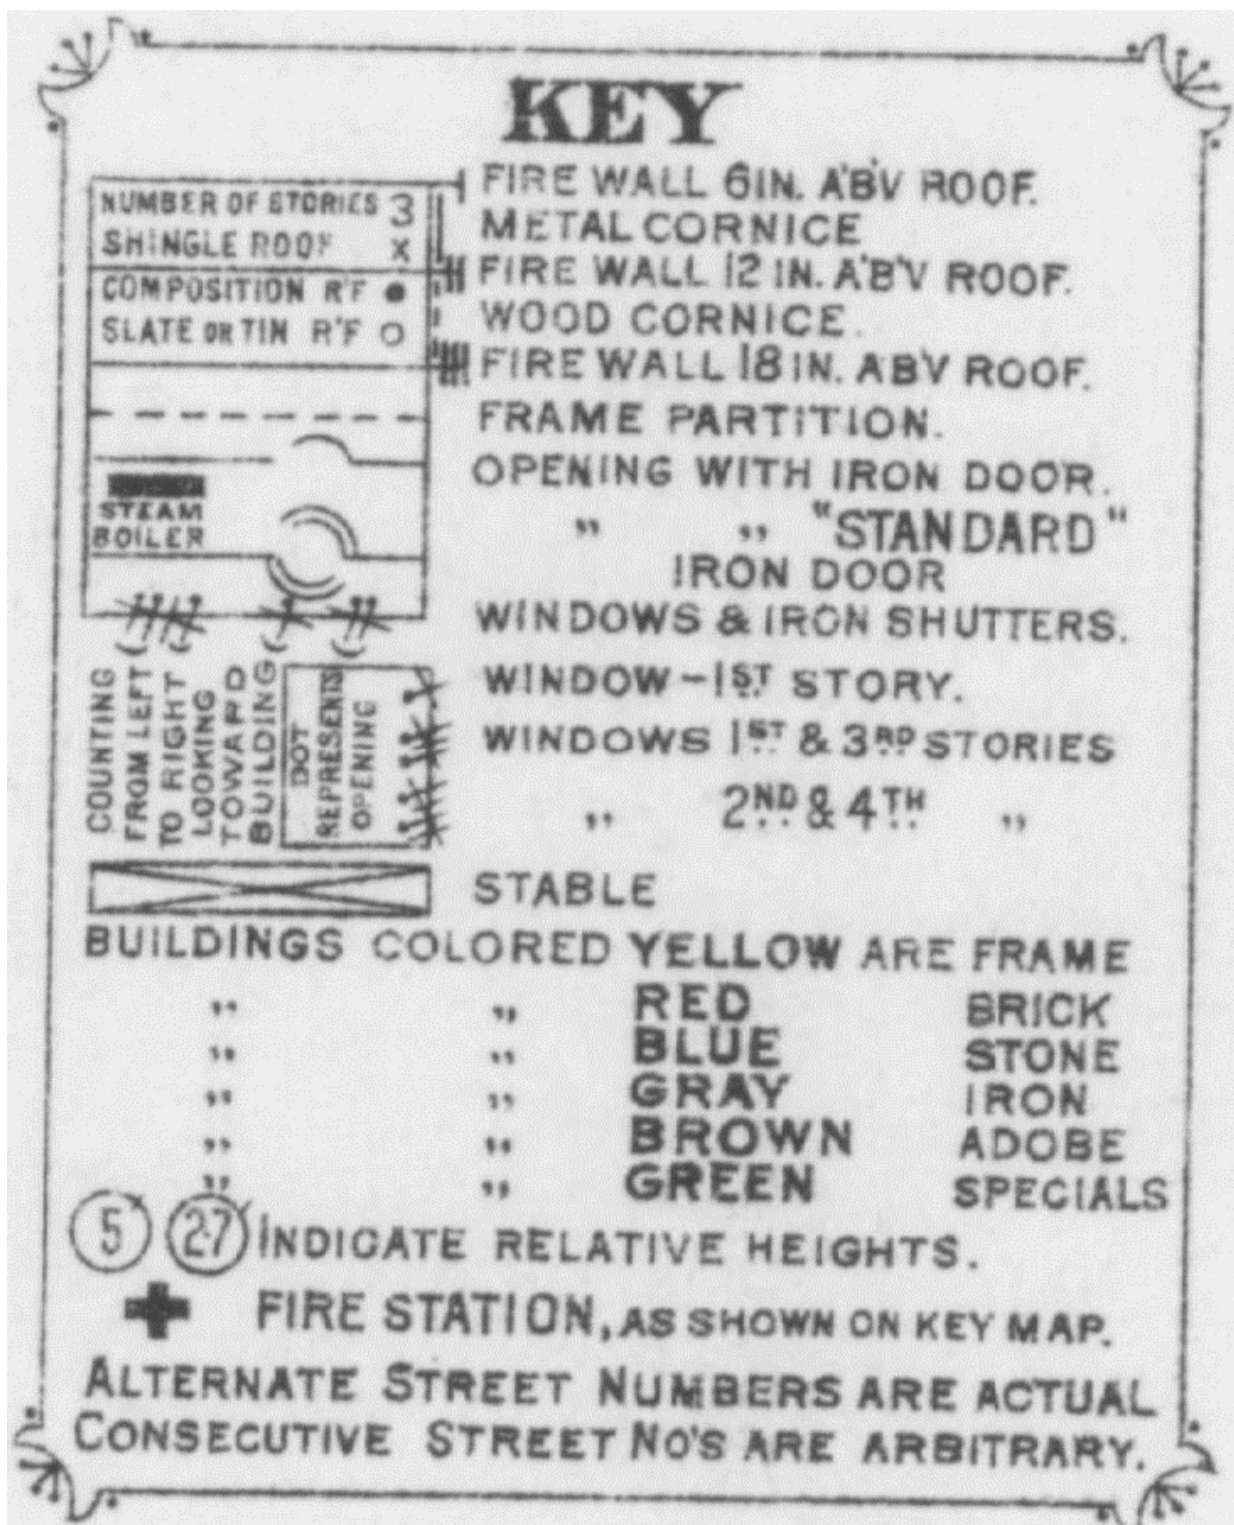 KEY
NUMBER OF STORIES 3
SHINGLE ROOF X
COMPOSITION R'F
SLATE OR TIN R'F
STEAM
BOILER
COUNTING
FROM LEFT
TO RIGHT
LOOKING
TOWARD
BUILDING
DOT
REPRESENTS
OPENING
FIRE WALL 6 IN. A'B'V ROOF.
METAL CORNICE
FIRE WALL 12 IN. A'B'V ROOF.
WOOD CORNICE.
FIRE WALL 18 IN. ABV ROOF.
FRAME PARTITION.
OPENING WITH IRON DOOR.
" " "STANDARD"
IRON DOOR
WINDOWS & IRON SHUTTERS.
WINDOW - 1ST STORY.
WINDOWS 1ST & 3RD STORIES
" 2ND & 4TH "
STABLE
BUILDINGS COLORED YELLOW ARE FRAME
" " RED BRICK
" " BLUE STONE
" " GRAY IRON
" " BROWN ADOBE
" " GREEN SPECIALS
5' 27' INDICATE RELATIVE HEIGHTS.
FIRE STATION, AS SHOWN ON KEY MAP.
ALTERNATE STREET NUMBERS ARE ACTUAL
CONSECUTIVE STREET NO'S ARE ARBITRARY.